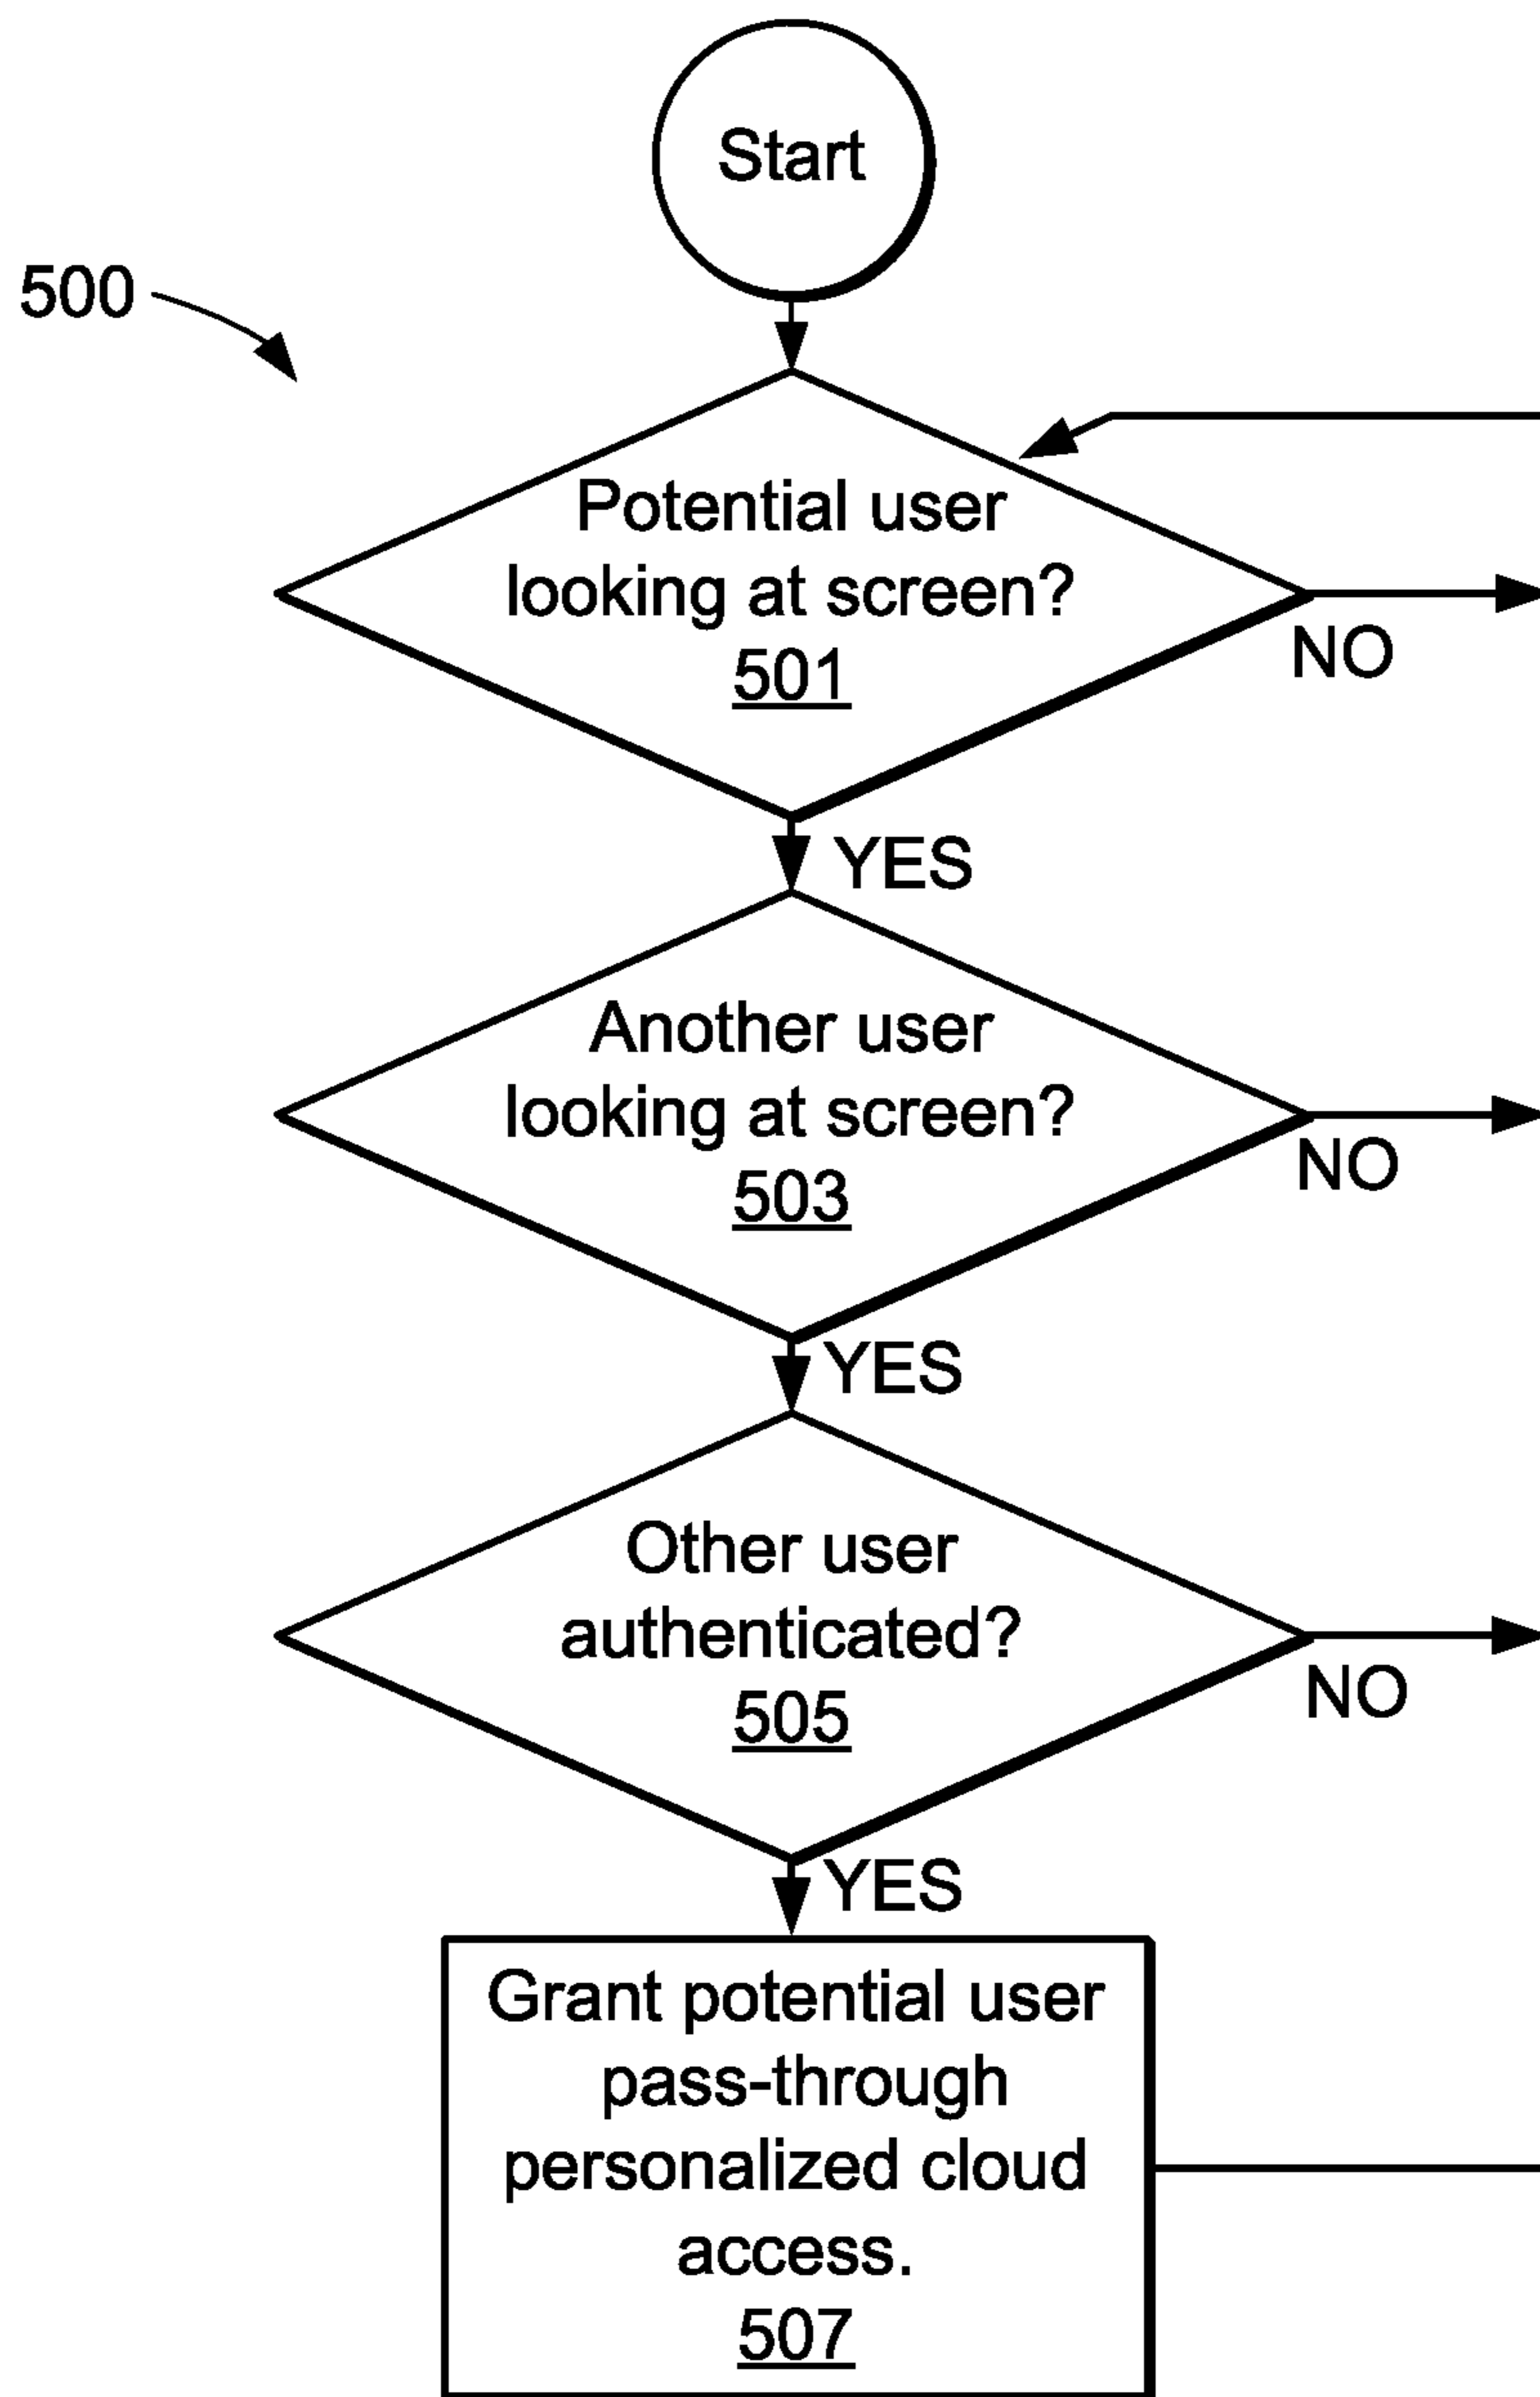 Start
500
Potential user
looking at screen?
501
NO
YES
Another user
looking at screen?
503
NO
YES
Other user
authenticated?
505
NO
YES
Grant potential user
pass-through
personalized cloud
access.
507